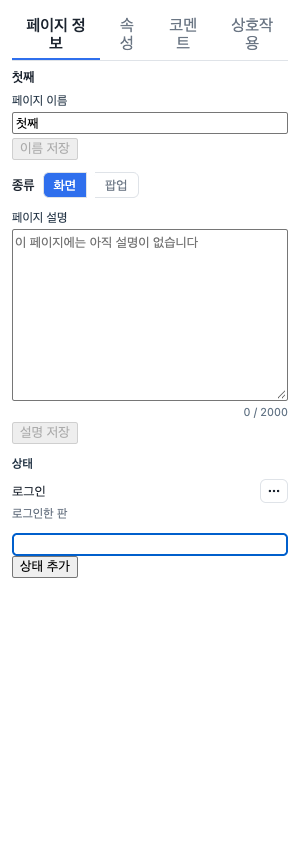 페이지 정
보
속
성
코멘
트
상호작
용
첫째
페이지 이름
첫째
이름 저장
종류 화면 팝업
페이지 설명
이 페이지에는 아직 설명이 없습니다
0 / 2000
설명 저장
상태
로그인 ···
로그인한 판
상태 추가